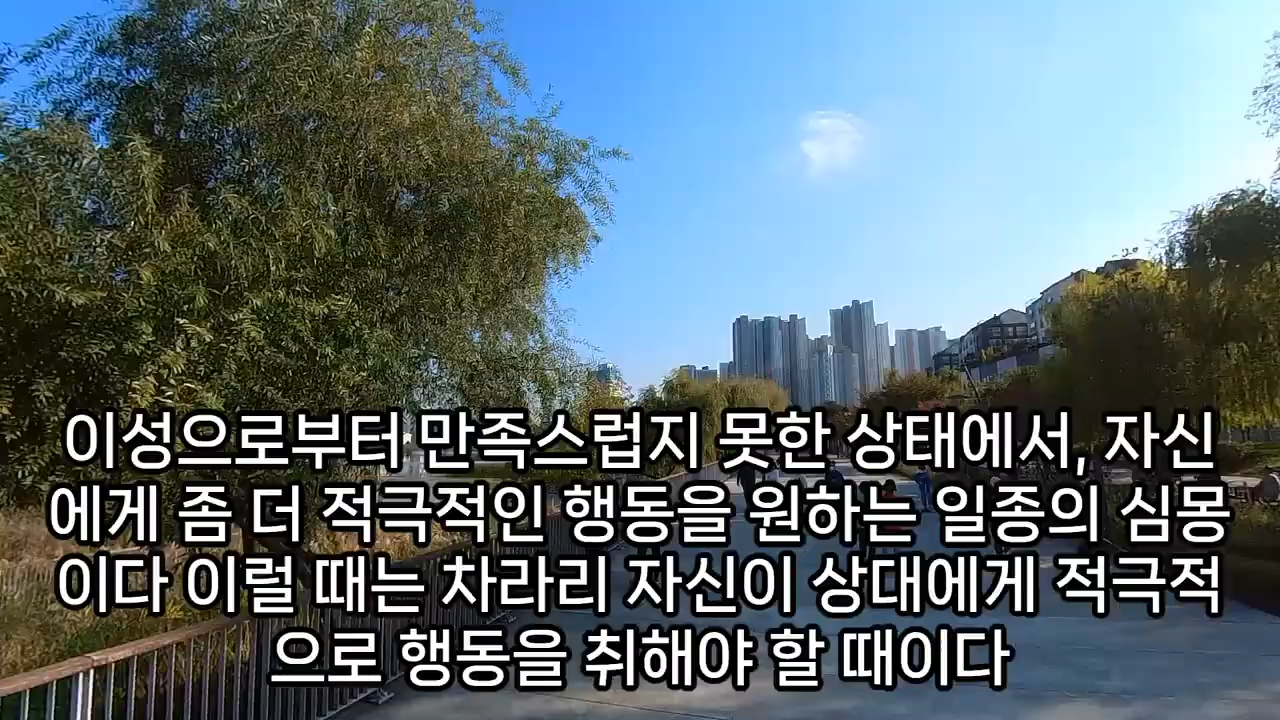 이성으로부터 만족스럽지 못한 상태에서, 자신
에게 좀 더 적극적인 행동을 원하는 일종의 심몽
이다 이럴 때는 차라리 자신이 상대에게 적극적
으로 행동을 취해야 할 때이다